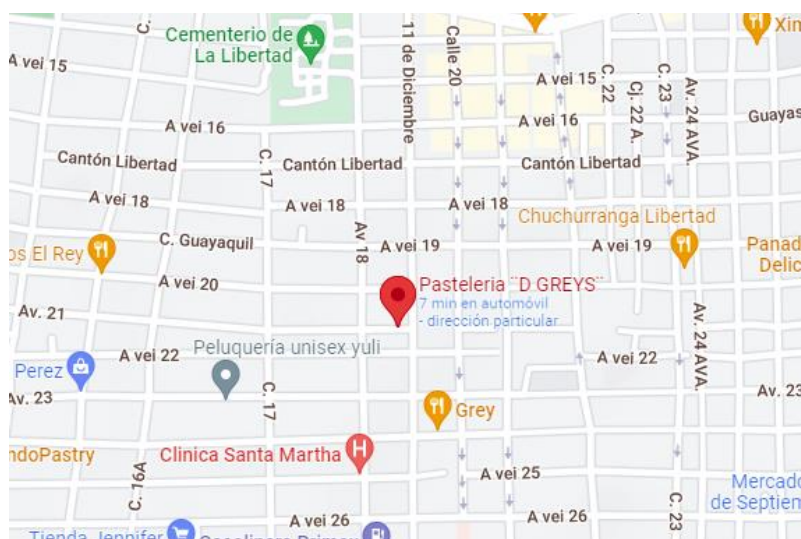 C.
Cementerio de
La Libertad
11 de Diciembre
Calle 20
Xim
A vei 15
A vei 15
C. 22
Cj. 22 A.
C. 23
Av. 24 AVA.
Guayas
A vei 16
A vei 16
Cantón Libertad
C. 17
Cantón Libertad
Cantón Libertad
A vei 18
A vei 18
A vei 18
Chuchurranga Libertad
C. Guayaquil
Av 18
A vei 19
A vei 19
Panad
Delic
os El Rey
A vei 20
Pasteleria ¨D GREYS¨
7 min en automóvil
- dirección particular
Av. 21
Av. 24 AVA.
A vei 22
Peluquería unisex yuli
A vei 22
Perez
C. 17
Av. 23
Av. 23
Grey
ndoPastry
Clinica Santa Martha
C. 16A
A vei 25
Mercado
de Septiem
C. 23
A vei 26
A vei 26
Tienda Jennifer